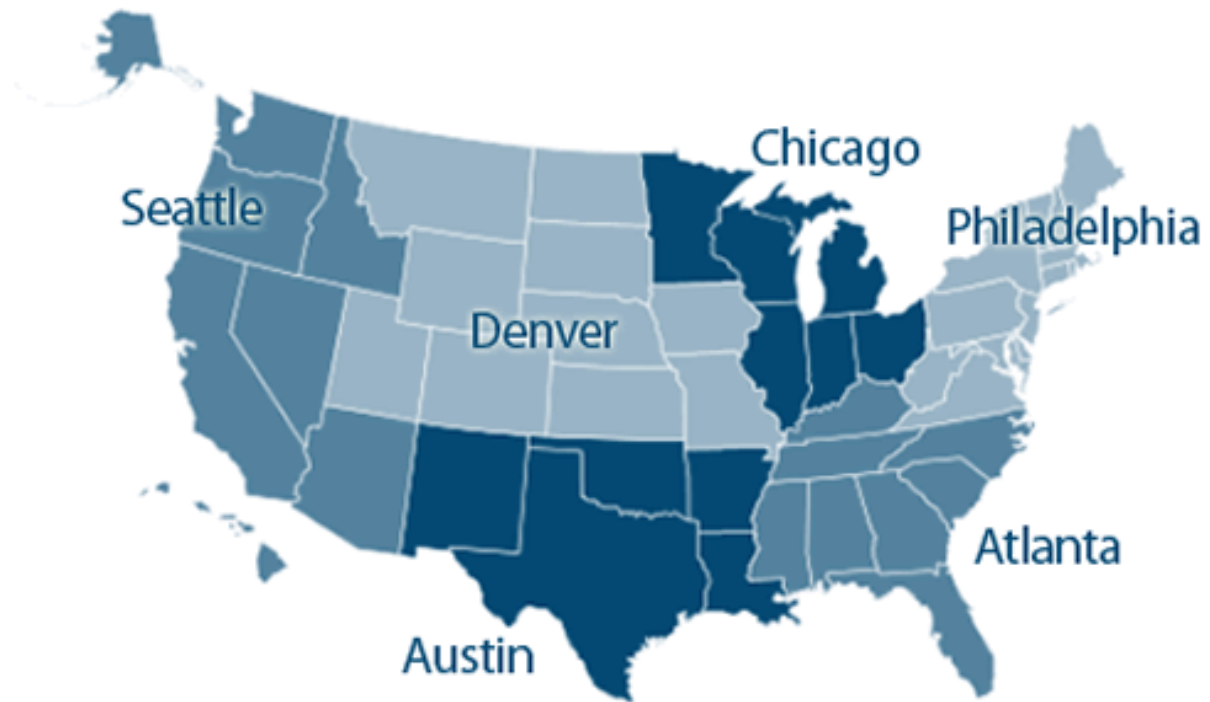 Chicago
Seattle
Philadelphia
Denver
Atlanta
Austin